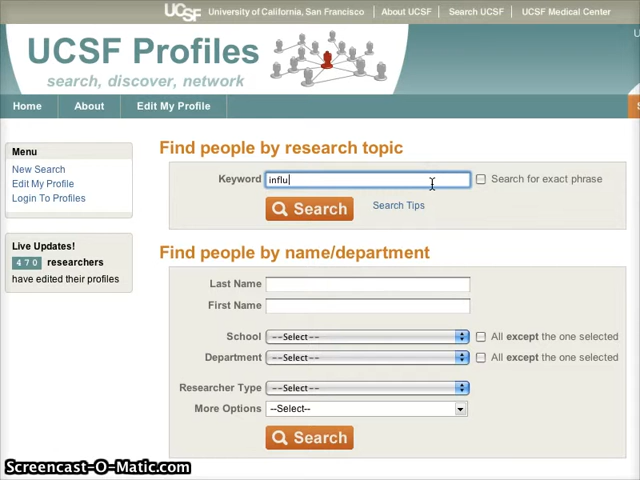 UCSF University of California, San Francisco About UCSF Search UCSF UCSF Medical Center
UCSF Profiles
search, discover, network
Home About Edit My Profile
Menu
New Search
Edit My Profile
Login To Profiles
Live Updates!
470 researchers
have edited their profiles
Find people by research topic
Keyword influ Search for exact phrase
Search Search Tips
Find people by name/department
Last Name
First Name
School --Select-- All except the one selected
Department --Select-- All except the one selected
Researcher Type --Select--
More Options --Select--
Search
Screencast-O-Matic.com